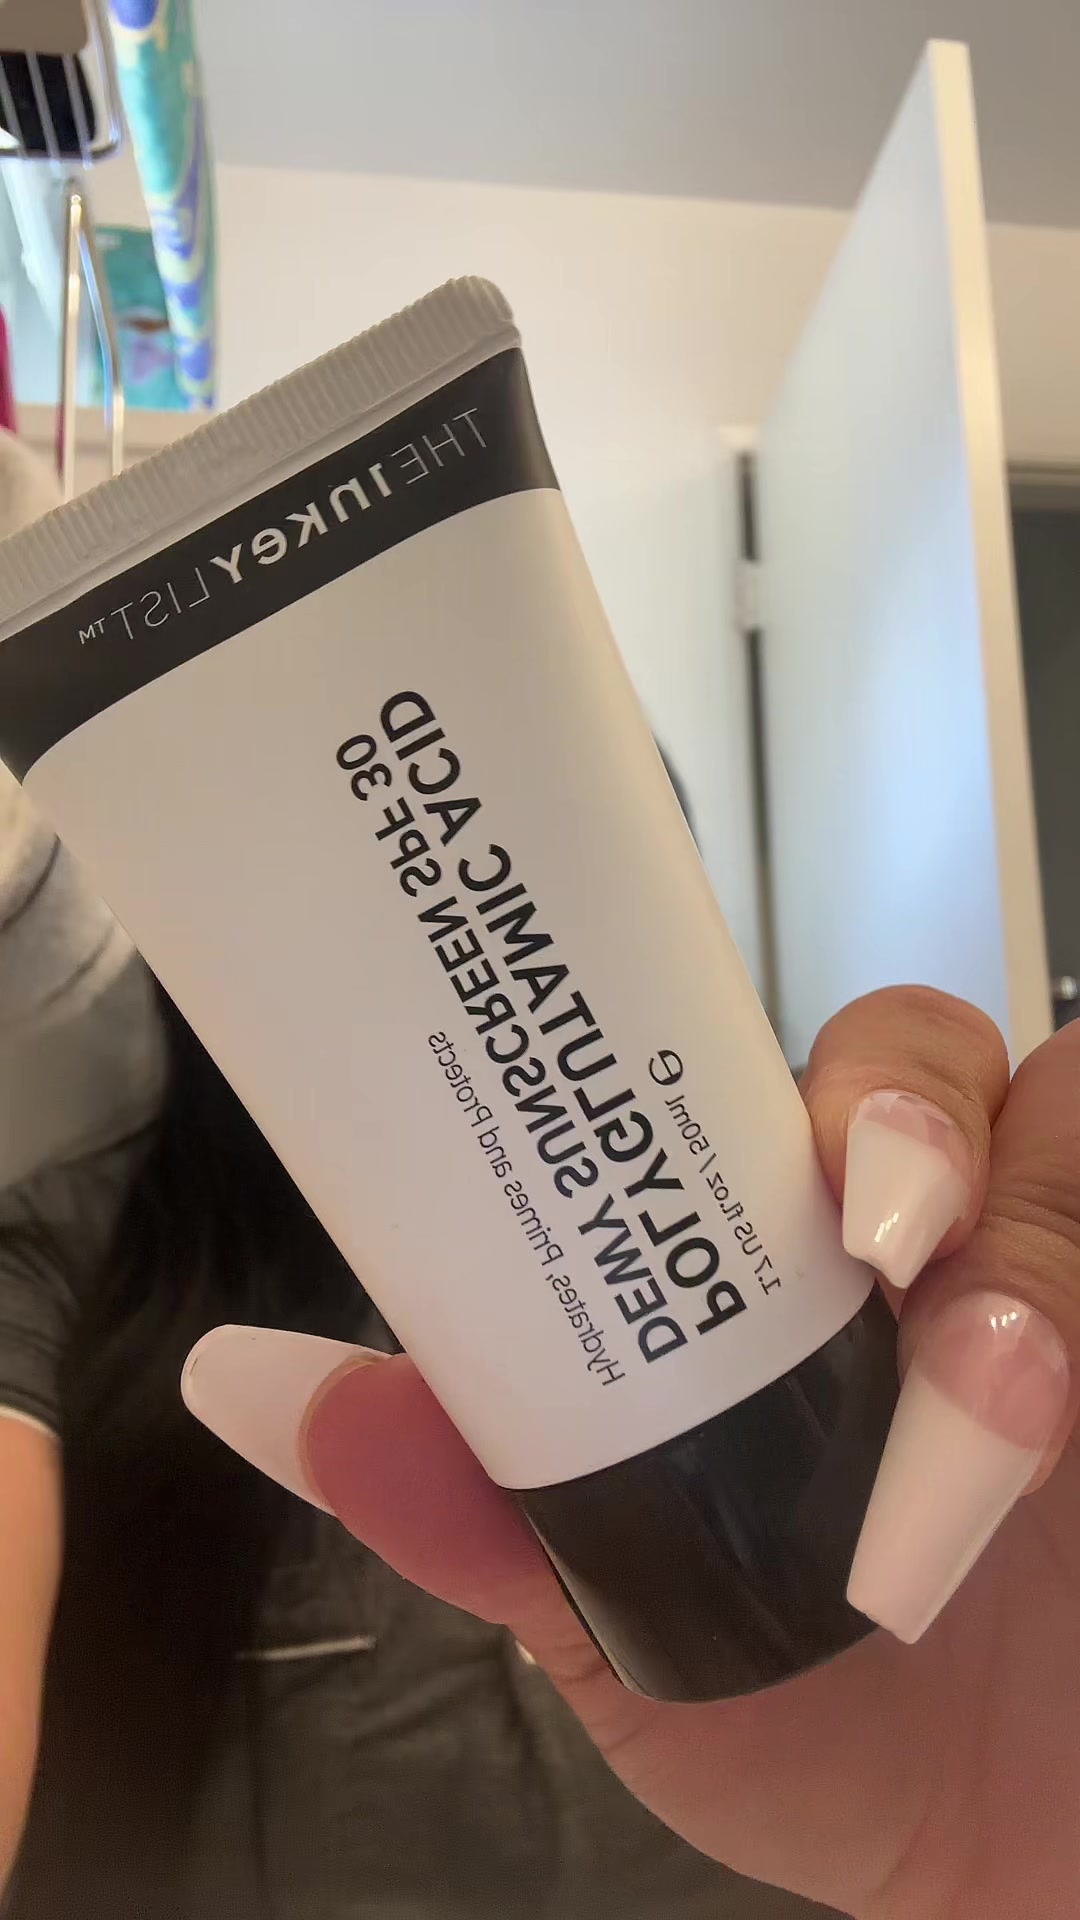 THE INKEY LIST™
POLYGLUTAMIC ACID
DEWY SUNSCREEN SPF 30
Hydrates, Primes and Protects
1.7 US fl.oz / 50ml e